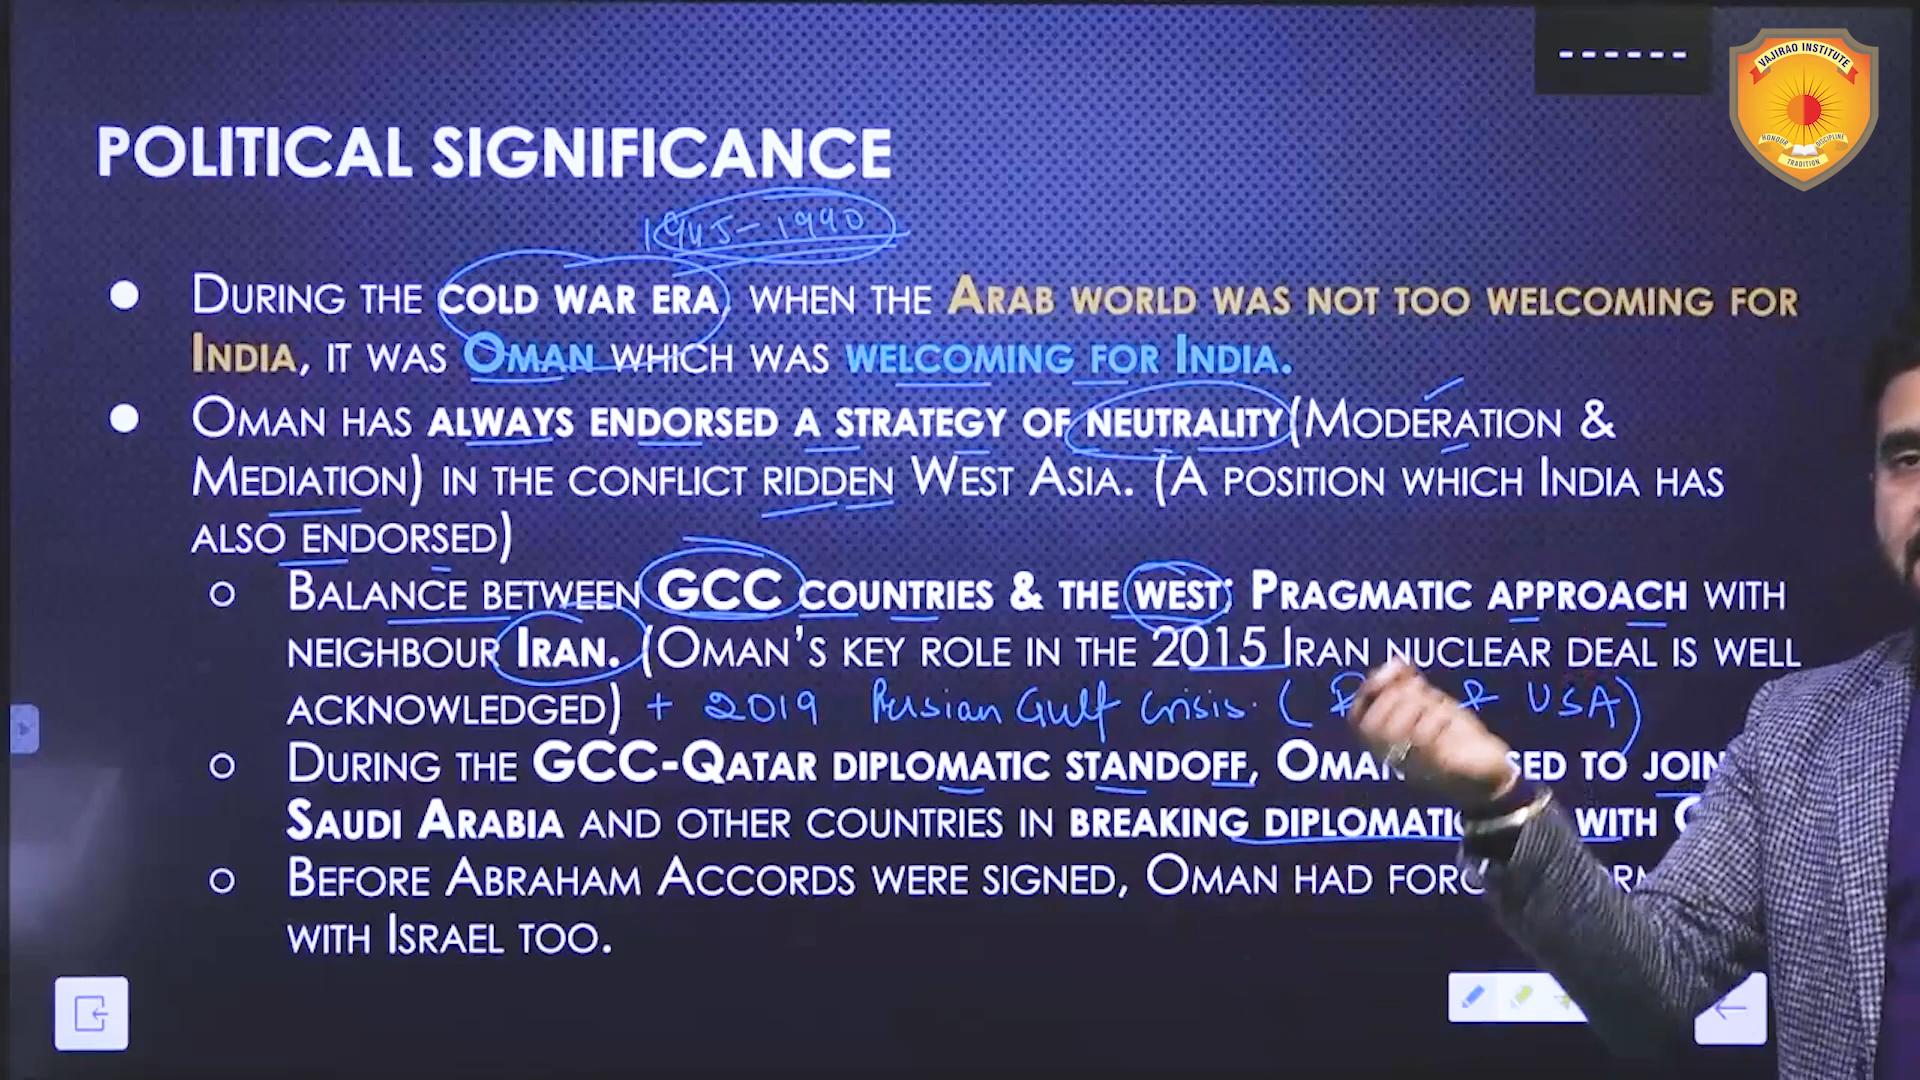 VAJIRAO INSTITUTE
HONOUR DISCIPLINE
TRADITION
POLITICAL SIGNIFICANCE
1945-1990
● DURING THE COLD WAR ERA, WHEN THE ARAB WORLD WAS NOT TOO WELCOMING FOR
INDIA, IT WAS OMAN WHICH WAS WELCOMING FOR INDIA.
● OMAN HAS ALWAYS ENDORSED A STRATEGY OF NEUTRALITY(MODERATION &
MEDIATION) IN THE CONFLICT RIDDEN WEST ASIA. (A POSITION WHICH INDIA HAS
ALSO ENDORSED)
○ BALANCE BETWEEN GCC COUNTRIES & THE WEST; PRAGMATIC APPROACH WITH
NEIGHBOUR IRAN. (OMAN'S KEY ROLE IN THE 2015 IRAN NUCLEAR DEAL IS WELL
ACKNOWLEDGED) + 2019 Persian Gulf Crisis. ( & USA)
○ DURING THE GCC-QATAR DIPLOMATIC STANDOFF, OMAN TO JOIN
SAUDI ARABIA AND OTHER COUNTRIES IN BREAKING WITH
○ BEFORE ABRAHAM ACCORDS WERE SIGNED, OMAN HAD
WITH ISRAEL TOO.